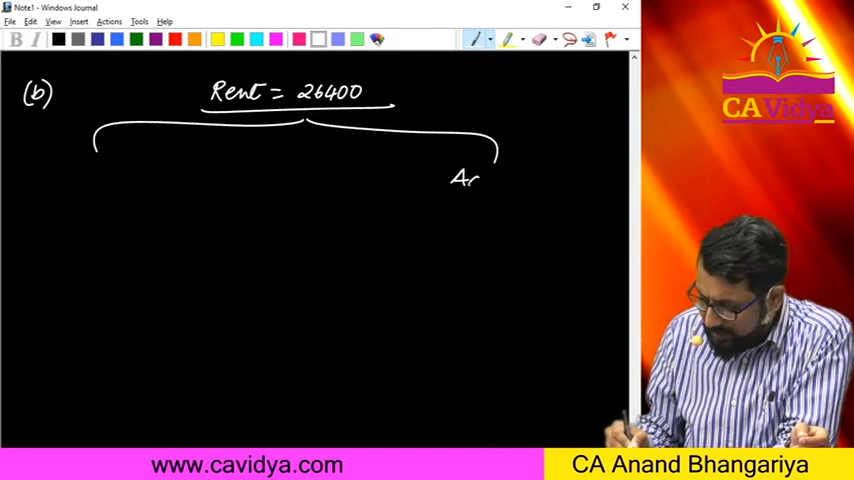 Note1 - Windows Journal
File Edit View Insert Actions Tools Help
B I
(b) Rent = 26400
Ac
CA Vidya
www.cavidya.com
CA Anand Bhangariya